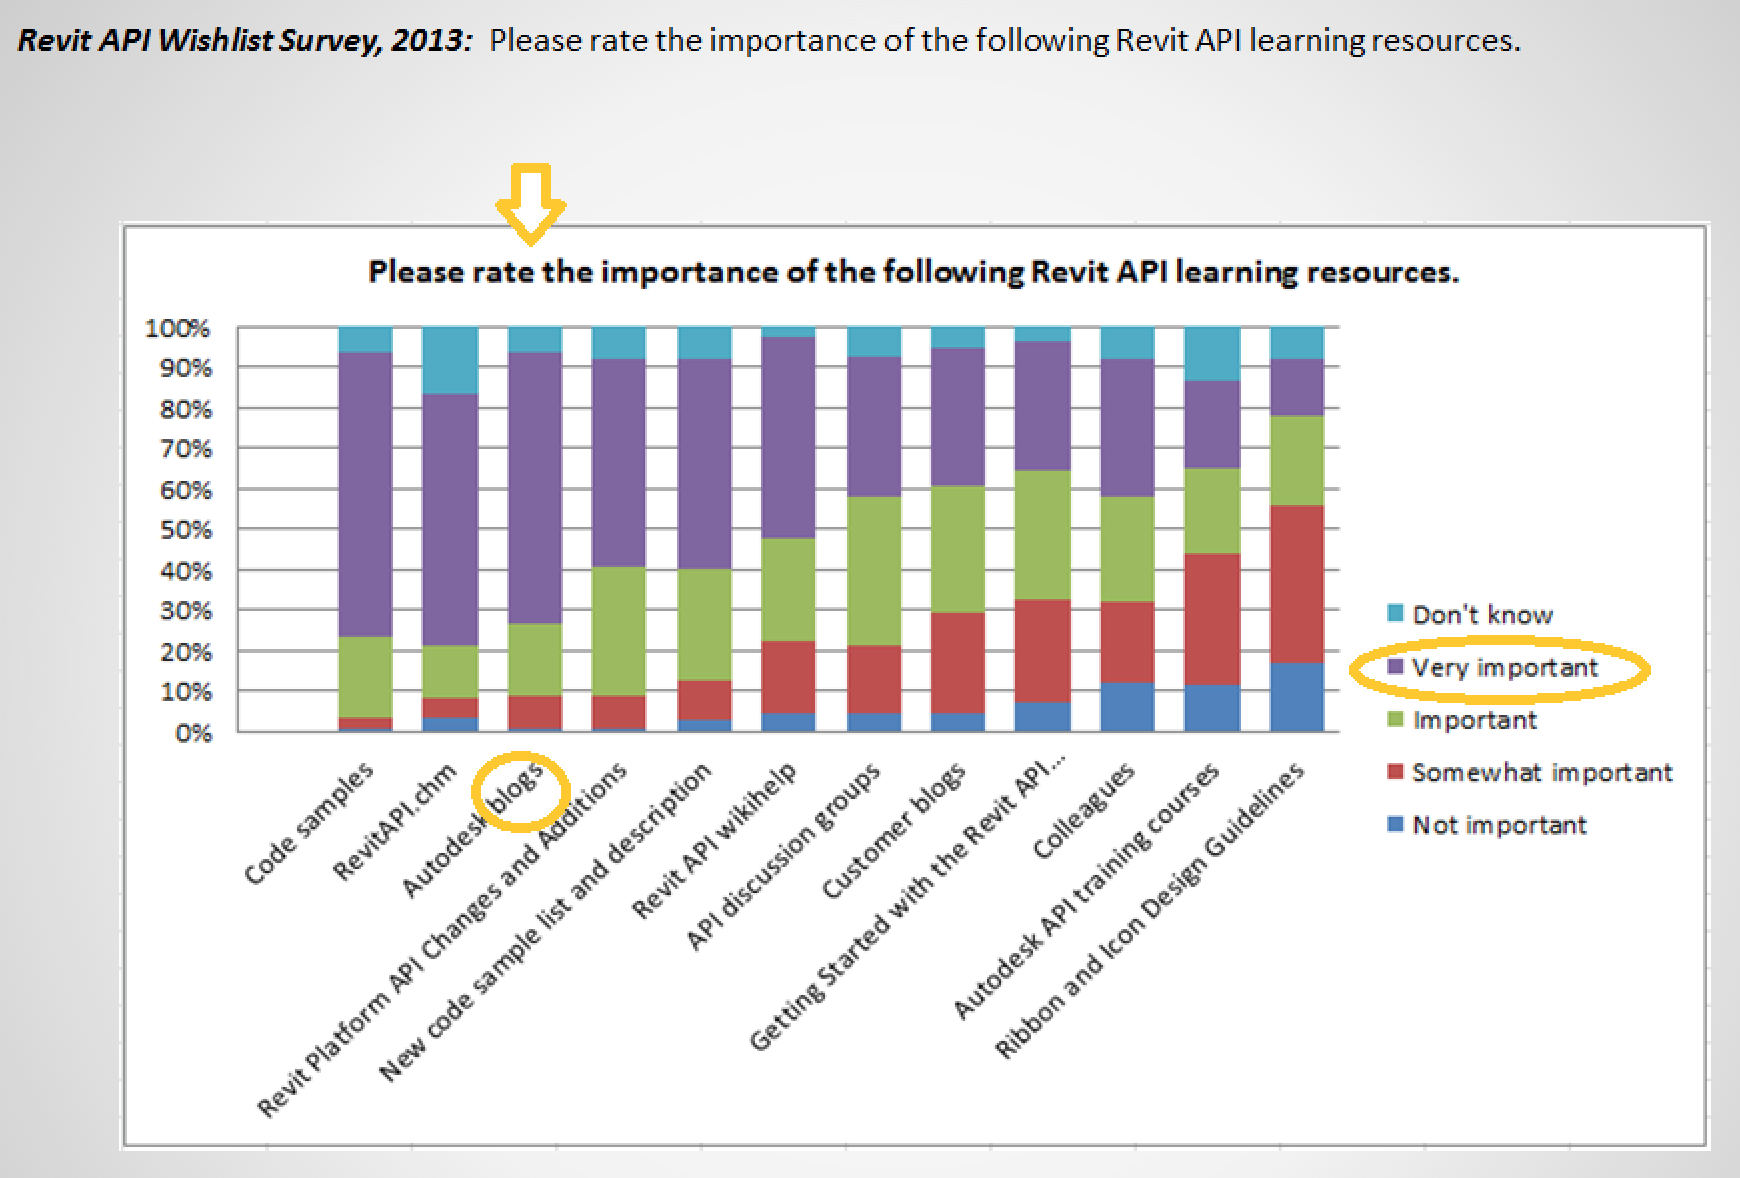 Revit API Wishlist Survey, 2013: Please rate the importance of the following Revit API learning resources.
Please rate the importance of the following Revit API learning resources.
100%
90%
80%
70%
60%
50%
40%
30%
20%
10%
0%
Code samples
RevitAPI.chm
Autodesk blogs
Revit Platform API Changes and Additions
New code sample list and description
Revit API wikihelp
API discussion groups
Customer blogs
Getting Started with the Revit API...
Colleagues
Autodesk API training courses
Ribbon and Icon Design Guidelines
Don't know
Very important
Important
Somewhat important
Not important